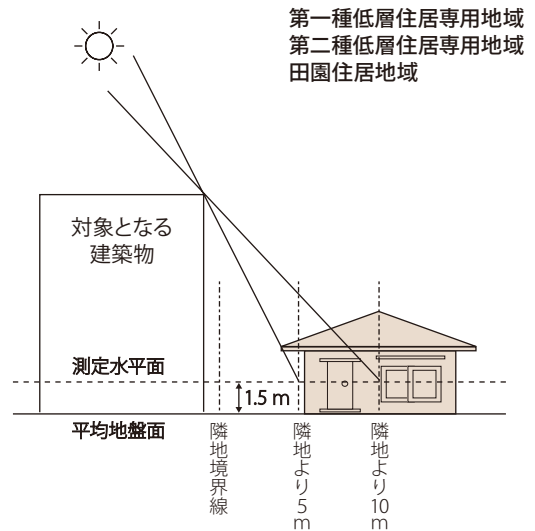 第一種低層住居専用地域
第二種低層住居専用地域
田園住居地域
対象となる
建築物
測定水平面
1.5 m
平均地盤面
隣地境界線
隣地より5m
隣地より10m